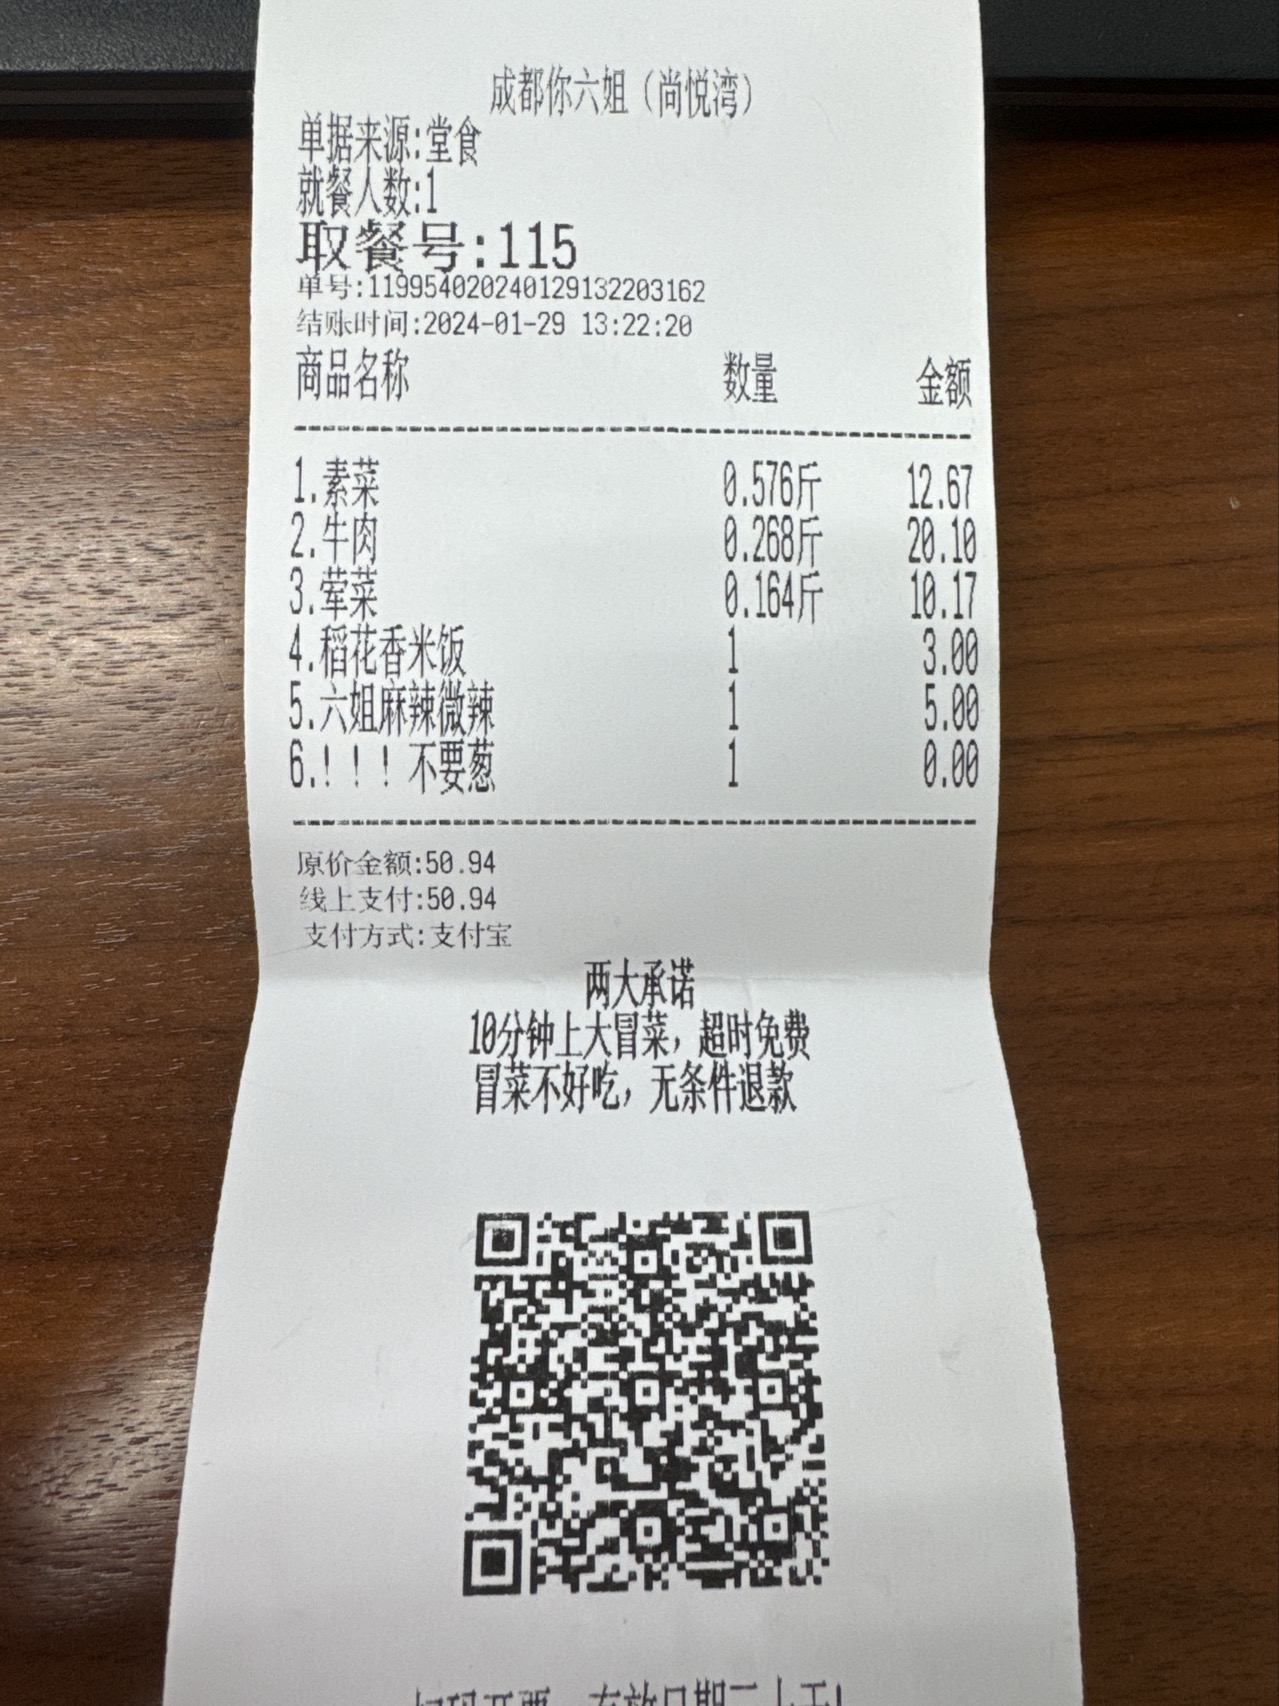 成都你六姐（尚悦湾）
单据来源:堂食
就餐人数:1
取餐号:115
单号:119954020240129132203162
结账时间:2024-01-29 13:22:20
商品名称 数量 金额
1.素菜 0.576斤 12.67
2.牛肉 0.268斤 20.10
3.荤菜 0.164斤 10.17
4.稻花香米饭 1 3.00
5.六姐麻辣微辣 1 5.00
6.！！！不要葱 1 0.00
原价金额:50.94
线上支付:50.94
支付方式:支付宝
两大承诺
10分钟上大冒菜，超时免费
冒菜不好吃，无条件退款